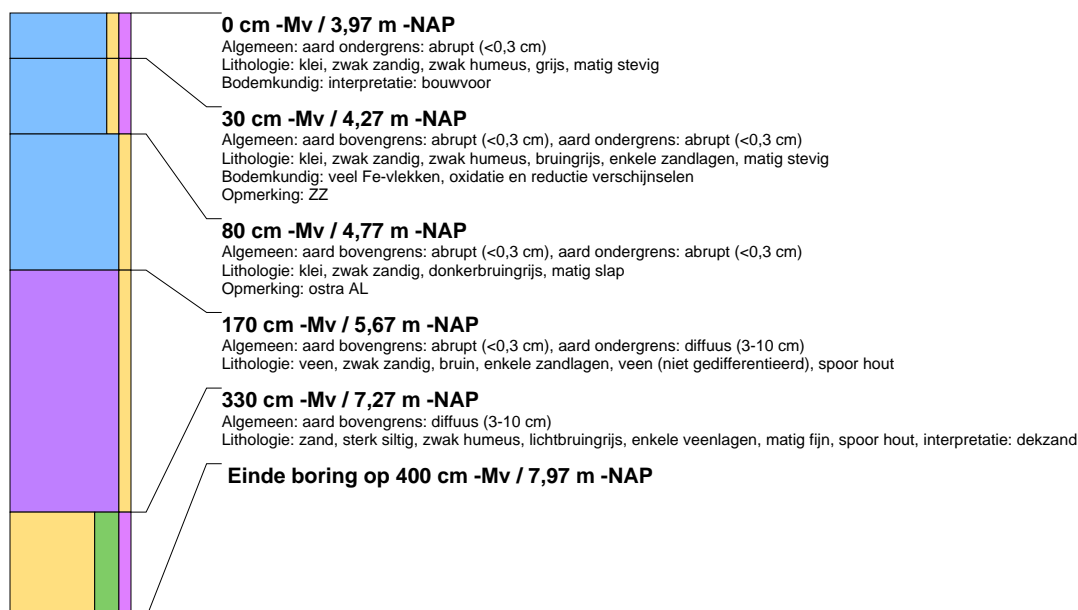 0 cm -Mv / 3,97 m -NAP
Algemeen: aard ondergrens: abrupt (<0,3 cm)
Lithologie: klei, zwak zandig, zwak humeus, grijs, matig stevig
Bodemkundig: interpretatie: bouwvoor
30 cm -Mv / 4,27 m -NAP
Algemeen: aard bovengrens: abrupt (<0,3 cm), aard ondergrens: abrupt (<0,3 cm)
Lithologie: klei, zwak zandig, zwak humeus, bruingrijs, enkele zandlagen, matig stevig
Bodemkundig: veel Fe-vlekken, oxidatie en reductie verschijnselen
Opmerking: ZZ
80 cm -Mv / 4,77 m -NAP
Algemeen: aard bovengrens: abrupt (<0,3 cm), aard ondergrens: abrupt (<0,3 cm)
Lithologie: klei, zwak zandig, donkerbruingrijs, matig slap
Opmerking: ostra AL
170 cm -Mv / 5,67 m -NAP
Algemeen: aard bovengrens: abrupt (<0,3 cm), aard ondergrens: diffuus (3-10 cm)
Lithologie: veen, zwak zandig, bruin, enkele zandlagen, veen (niet gedifferentieerd), spoor hout
330 cm -Mv / 7,27 m -NAP
Algemeen: aard bovengrens: diffuus (3-10 cm)
Lithologie: zand, sterk siltig, zwak humeus, lichtbruingrijs, enkele veenlagen, matig fijn, spoor hout, interpretatie: dekzand
Einde boring op 400 cm -Mv / 7,97 m -NAP